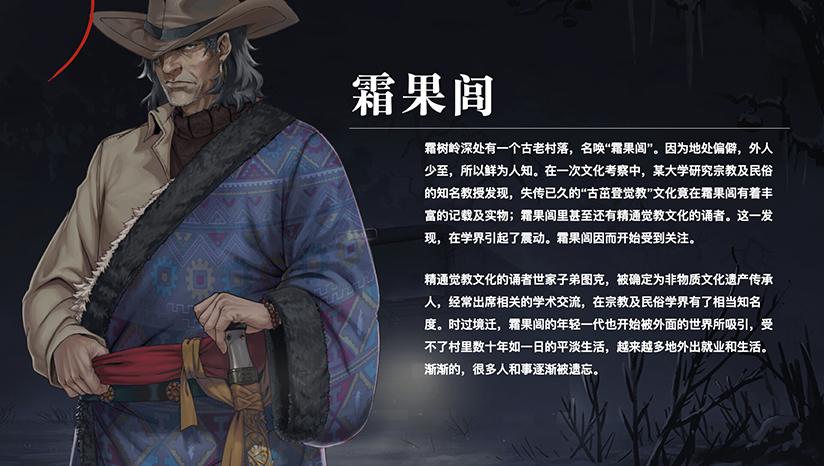 霜果闾
霜树岭深处有一个古老村落，名唤“霜果闾”。因为地处偏僻，外人
少至，所以鲜为人知。在一次文化考察中，某大学研究宗教及民俗
的知名教授发现，失传已久的“古茁登觉教”文化竟在霜果闾有着丰
富的记载及实物；霜果闾里甚至还有精通觉教文化的诵者。这一发
现，在学界引起了震动。霜果闾因而开始受到关注。
精通觉教文化的诵者世家子弟图克，被确定为非物质文化遗产传承
人，经常出席相关的学术交流，在宗教及民俗学界有了相当知名
度。时过境迁，霜果闾的年轻一代也开始被外面的世界所吸引，受
不了村里数十年如一日的平淡生活，越来越多地外出就业和生活。
渐渐的，很多人和事逐渐被遗忘。